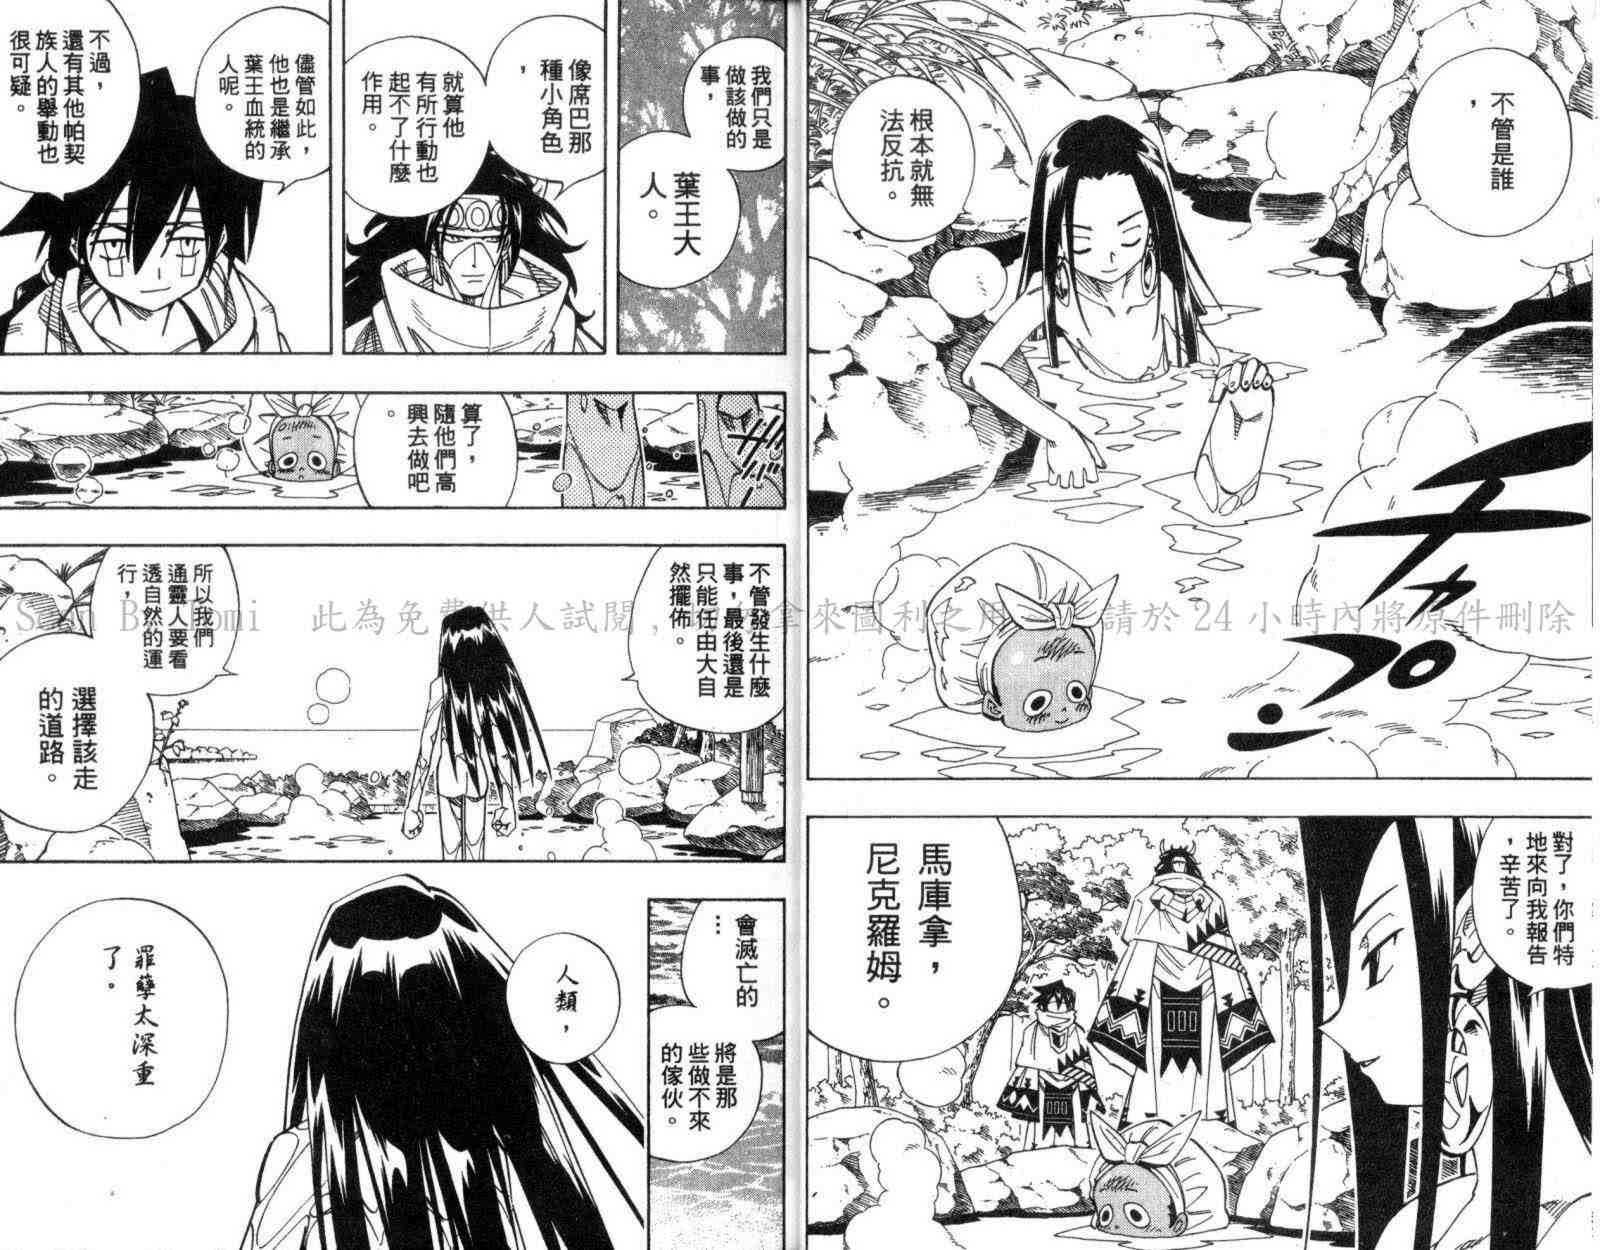 不管是誰
，
根本就無
法反抗。
チャプ
對了，你們特
地來向我報告
，辛苦了。
馬庫拿，
尼克羅姆。
我們只是
做該做的
事，
葉王大
人。
像席巴那
種小角色
，
就算他
有所行動也
起不了什麼
作用。
儘管如此，
他也是繼承
葉王血統的
人呢。
不過，
還有其他帕契
族人的舉動也
很可疑。
算了，
隨他們高
興去做吧
。
不管發生什麼
事，最後還是
只能任由大自
然擺佈。
所以我們
通靈人要看
透自然的運
行，
選擇該走
的道路。
會滅亡的
…
將是那
些做不來
的傢伙。
人類，
罪孽太深重
了。
Scan By Tomi 此為免費供人試閱，
拿來圖利之用
請於 24 小時內將原件刪除